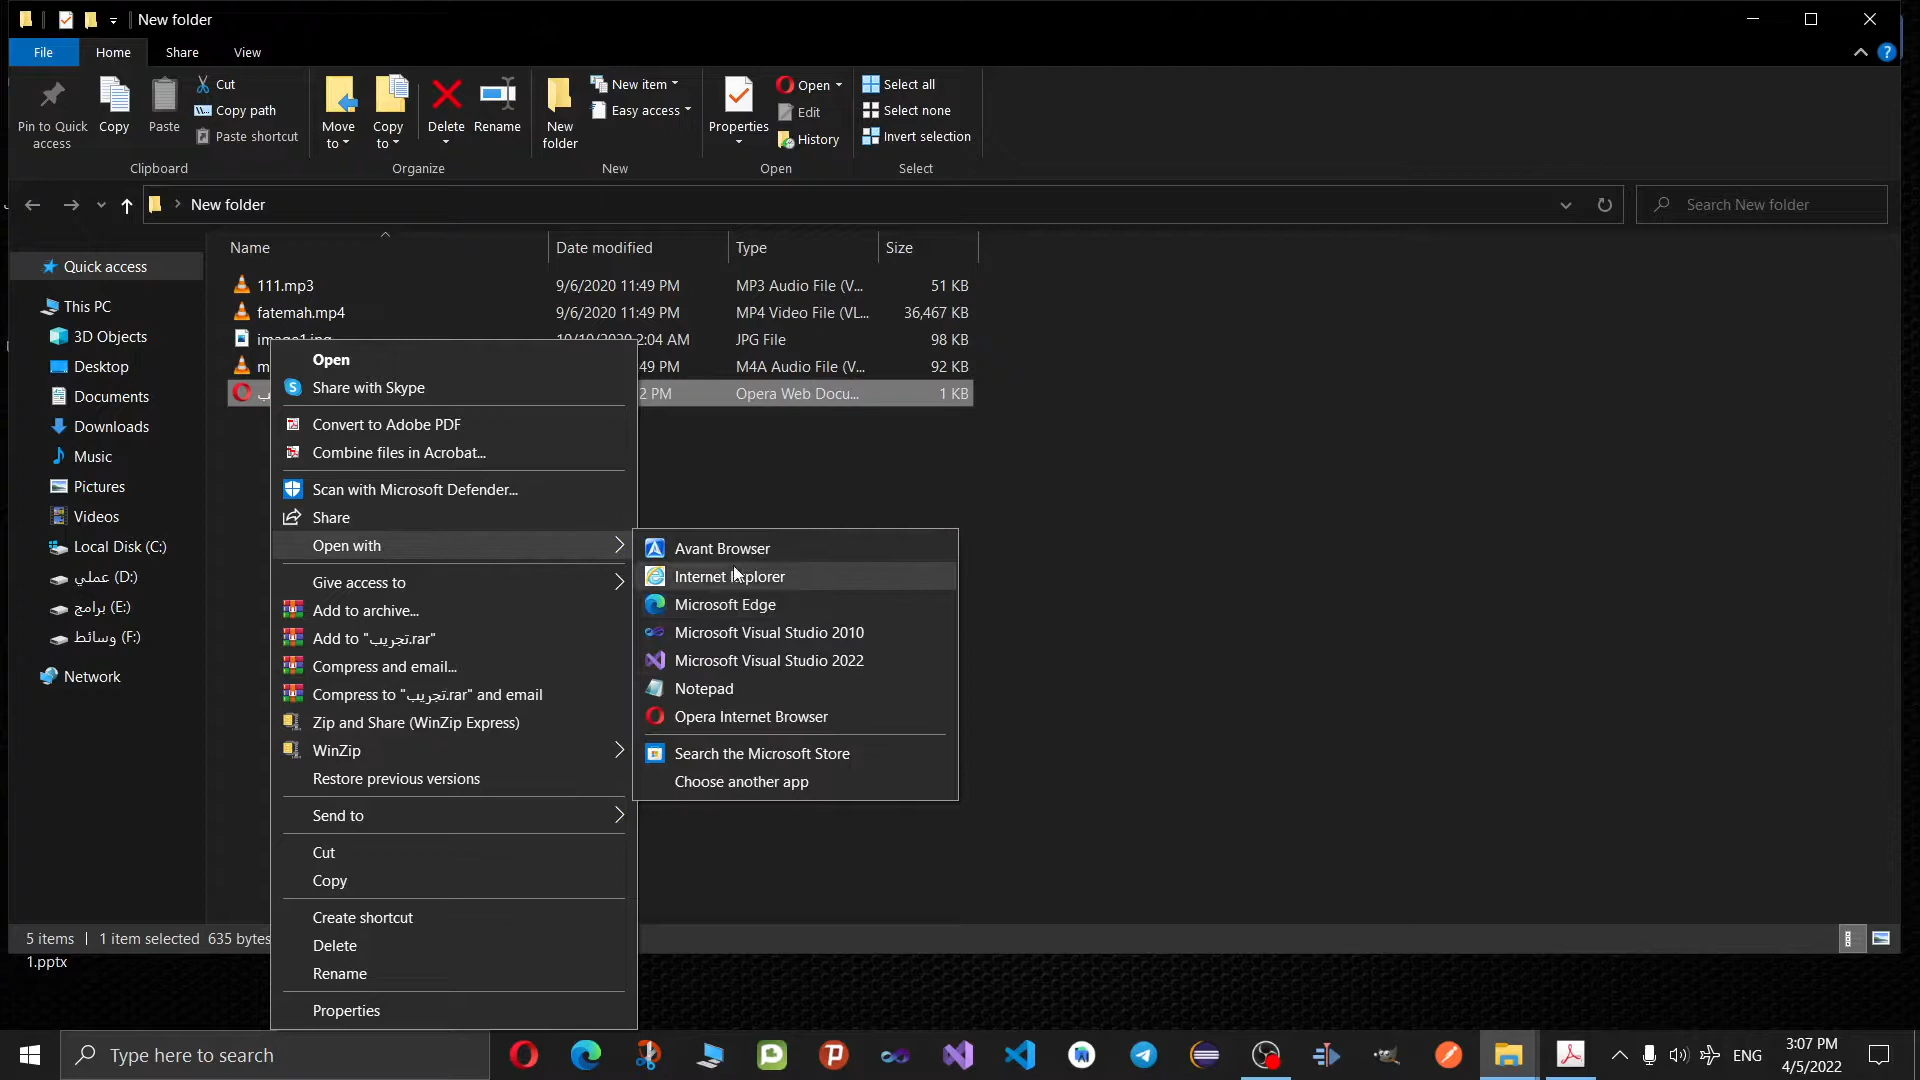 New folder
File Home Share View
Pin to Quick access
Copy
Paste
Cut
Copy path
Paste shortcut
Clipboard
Move to
Copy to
Delete
Rename
Organize
New folder
New item
Easy access
New
Properties
Open
Edit
History
Open
Select all
Select none
Invert selection
Select
New folder
Search New folder
Name Date modified Type Size
111.mp3 9/6/2020 11:49 PM MP3 Audio File (V... 51 KB
fatemah.mp4 9/6/2020 11:49 PM MP4 Video File (VL... 36,467 KB
10/10/2020 2:04 AM JPG File 98 KB
49 PM M4A Audio File (V... 92 KB
2 PM Opera Web Docu... 1 KB
Quick access
This PC
3D Objects
Desktop
Documents
Downloads
Music
Pictures
Videos
Local Disk (C:)
عملي (D:)
برامج (E:)
وسائط (F:)
Network
Open
Share with Skype
Convert to Adobe PDF
Combine files in Acrobat...
Scan with Microsoft Defender...
Share
Open with
Give access to
Add to archive...
Add to "تجريب.rar"
Compress and email...
Compress to "تجريب.rar" and email
Zip and Share (WinZip Express)
WinZip
Restore previous versions
Send to
Cut
Copy
Create shortcut
Delete
Rename
Properties
Avant Browser
Internet Explorer
Microsoft Edge
Microsoft Visual Studio 2010
Microsoft Visual Studio 2022
Notepad
Opera Internet Browser
Search the Microsoft Store
Choose another app
5 items 1 item selected 635 bytes
1.pptx
Type here to search
ENG
3:07 PM
4/5/2022